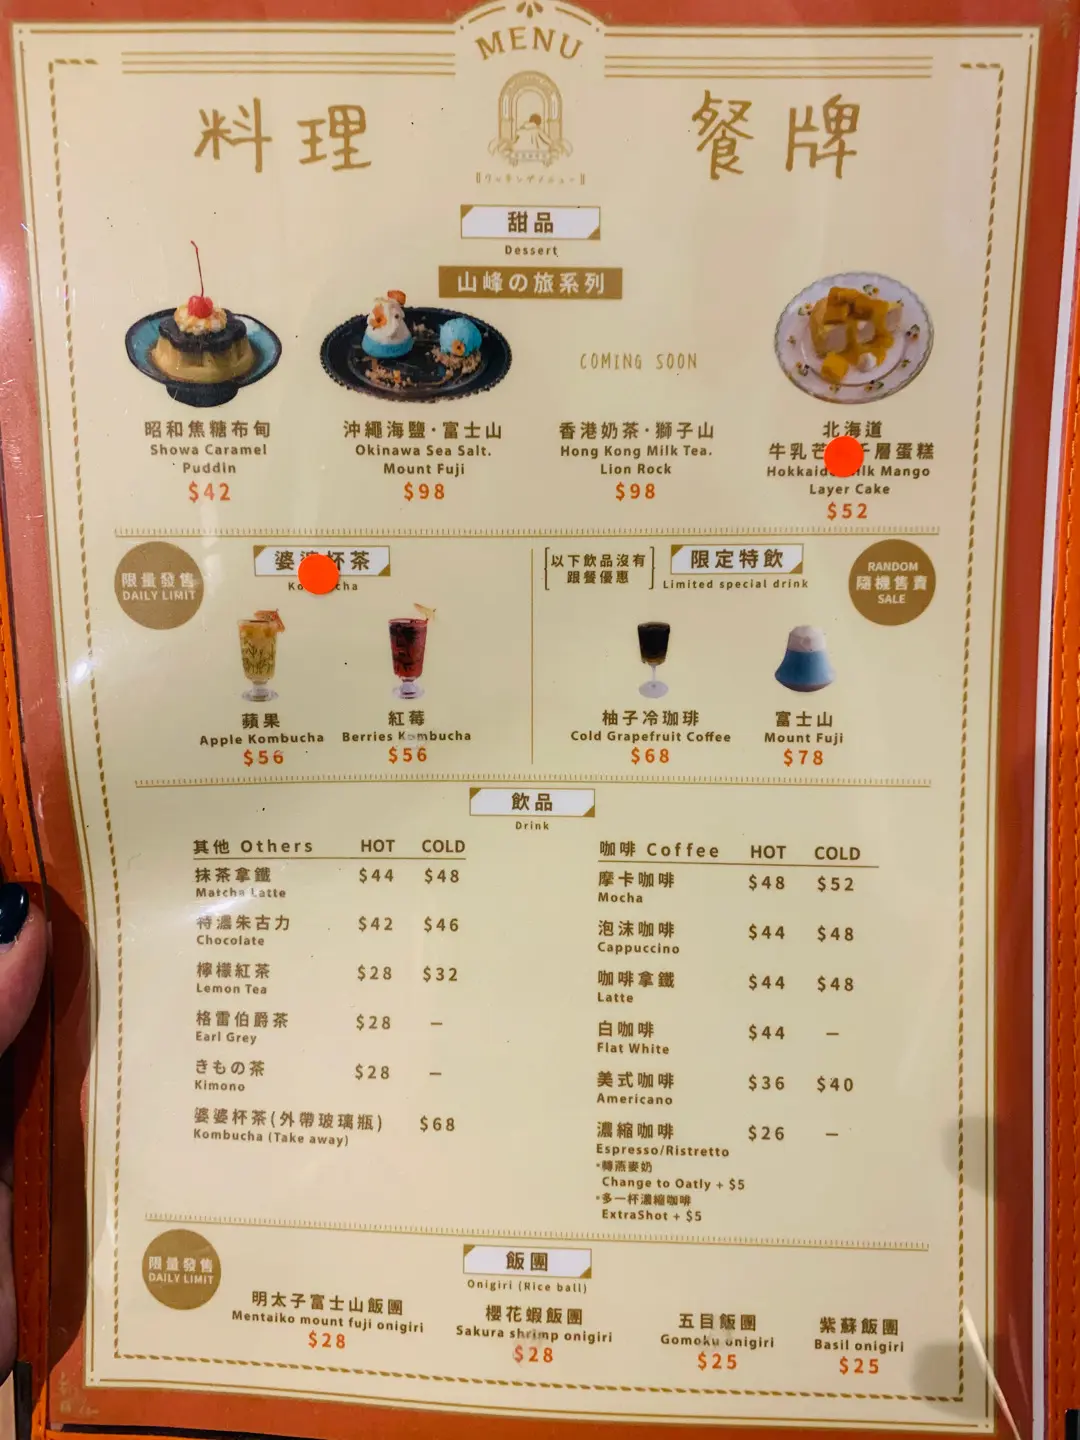 MENU
料理
餐牌
甜品
Dessert
山峰の旅系列
COMING SOON
昭和焦糖布甸
Showa Caramel
Puddin
$42
沖繩海鹽·富士山
Okinawa Sea Salt.
Mount Fuji
$98
香港奶茶·獅子山
Hong Kong Milk Tea.
Lion Rock
$98
北海道
牛乳芒 千層蛋糕
Mango
Layer Cake
$52
限量發售
DAILY LIMIT
婆 杯茶
蘋果
Apple Kombucha
$56
紅莓
Berries Kombucha
$56
以下飲品沒有
跟餐優惠
限定特飲
Limited special drink
RANDOM
隨機售賣
SALE
柚子冷珈琲
Cold Grapefruit Coffee
$68
富士山
Mount Fuji
$78
飲品
Drink
其他 Others HOT COLD
抹茶拿鐵 $44 $48
Matcha Latte
特濃朱古力 $42 $46
Chocolate
檸檬紅茶 $28 $32
Lemon Tea
格雷伯爵茶 $28 –
Earl Grey
きもの茶 $28 –
Kimono
婆婆杯茶(外帶玻璃瓶) $68
Kombucha (Take away)
咖啡 Coffee HOT COLD
摩卡咖啡 $48 $52
Mocha
泡沫咖啡 $44 $48
Cappuccino
咖啡拿鐵 $44 $48
Latte
白咖啡 $44 –
Flat White
美式咖啡 $36 $40
Americano
濃縮咖啡 $26 –
Espresso/Ristretto
•轉燕麥奶
Change to Oatly + $5
•多一杯濃縮咖啡
ExtraShot + $5
限量發售
DAILY LIMIT
飯團
Onigiri (Rice ball)
明太子富士山飯團
Mentaiko mount fuji onigiri
$28
櫻花蝦飯團
Sakura shrimp onigiri
$28
五目飯團
Gomoku onigiri
$25
紫蘇飯團
Basil onigiri
$25